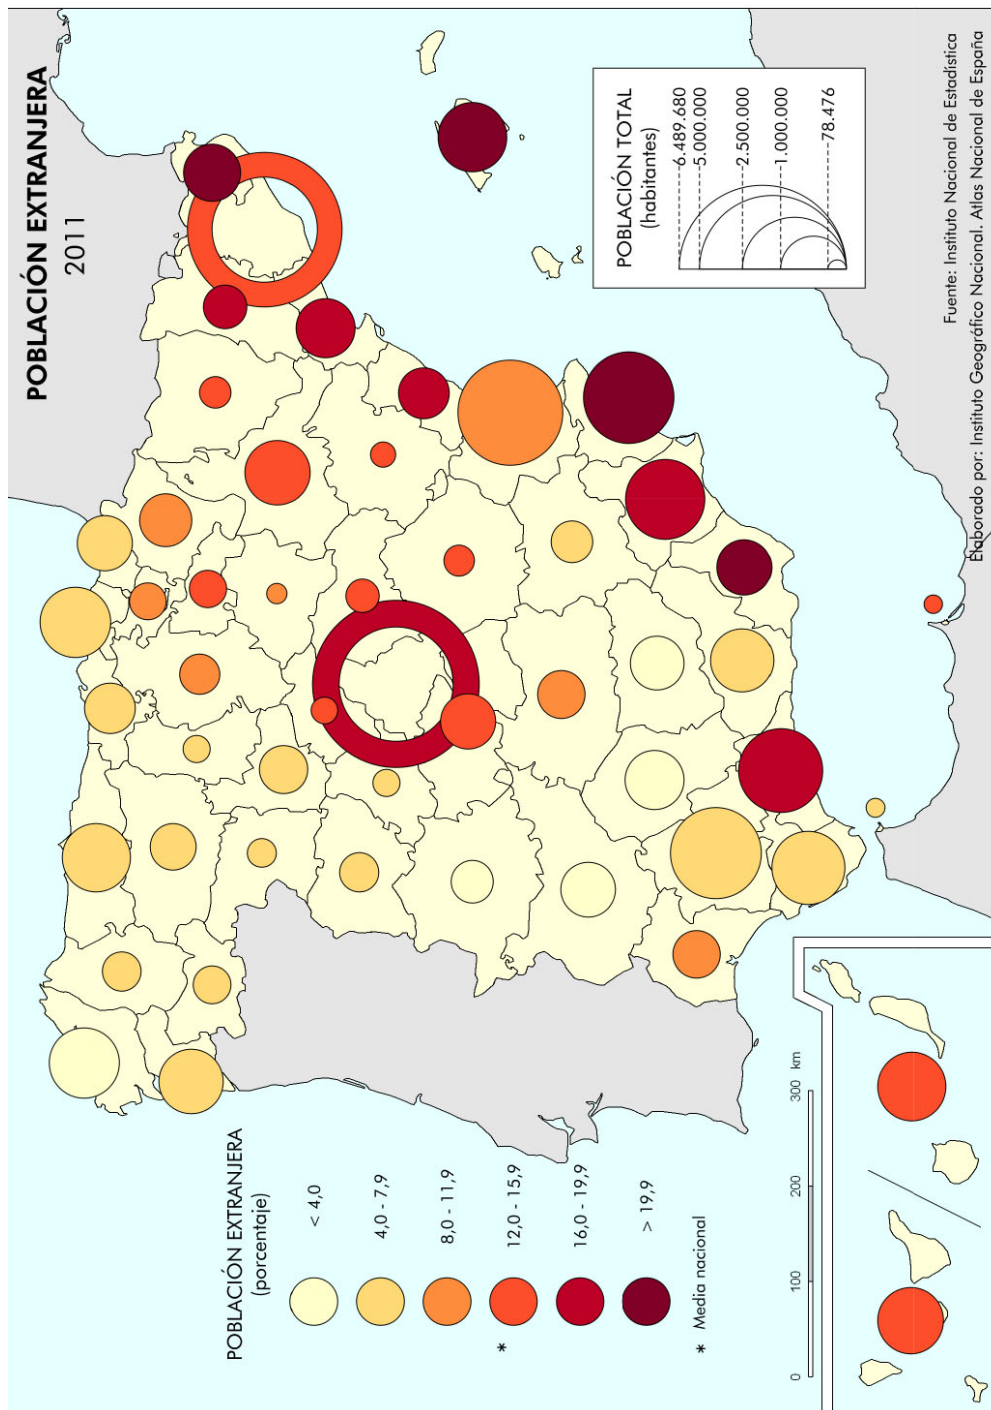 POBLACIÓN EXTRANJERA
2011
POBLACIÓN TOTAL
(habitantes)
6.489.680
5.000.000
2.500.000
1.000.000
78.476
POBLACIÓN EXTRANJERA
(porcentaje)
< 4,0
4,0 - 7,9
8,0 - 11,9
* 12,0 - 15,9
16,0 - 19,9
> 19,9
* Media nacional
0 100 200 300 km
Fuente: Instituto Nacional de Estadística
Elaborado por: Instituto Geográfico Nacional. Atlas Nacional de España